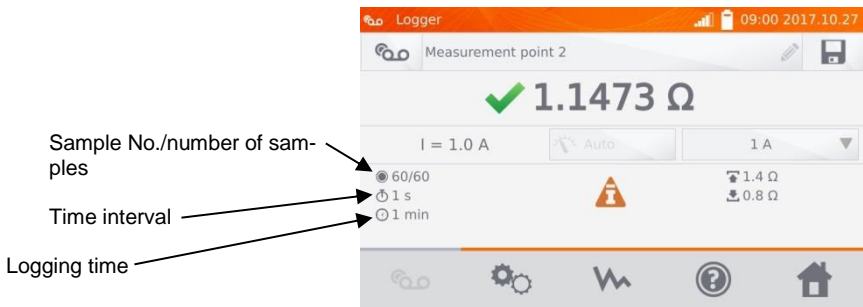 Logger
09:00 2017.10.27
Measurement point 2
1.1473 Ω
I = 1.0 A
Auto
1 A
Sample No./number of sam-
ples
60/60
1.4 Ω
1 s
0.8 Ω
Time interval
1 min
Logging time